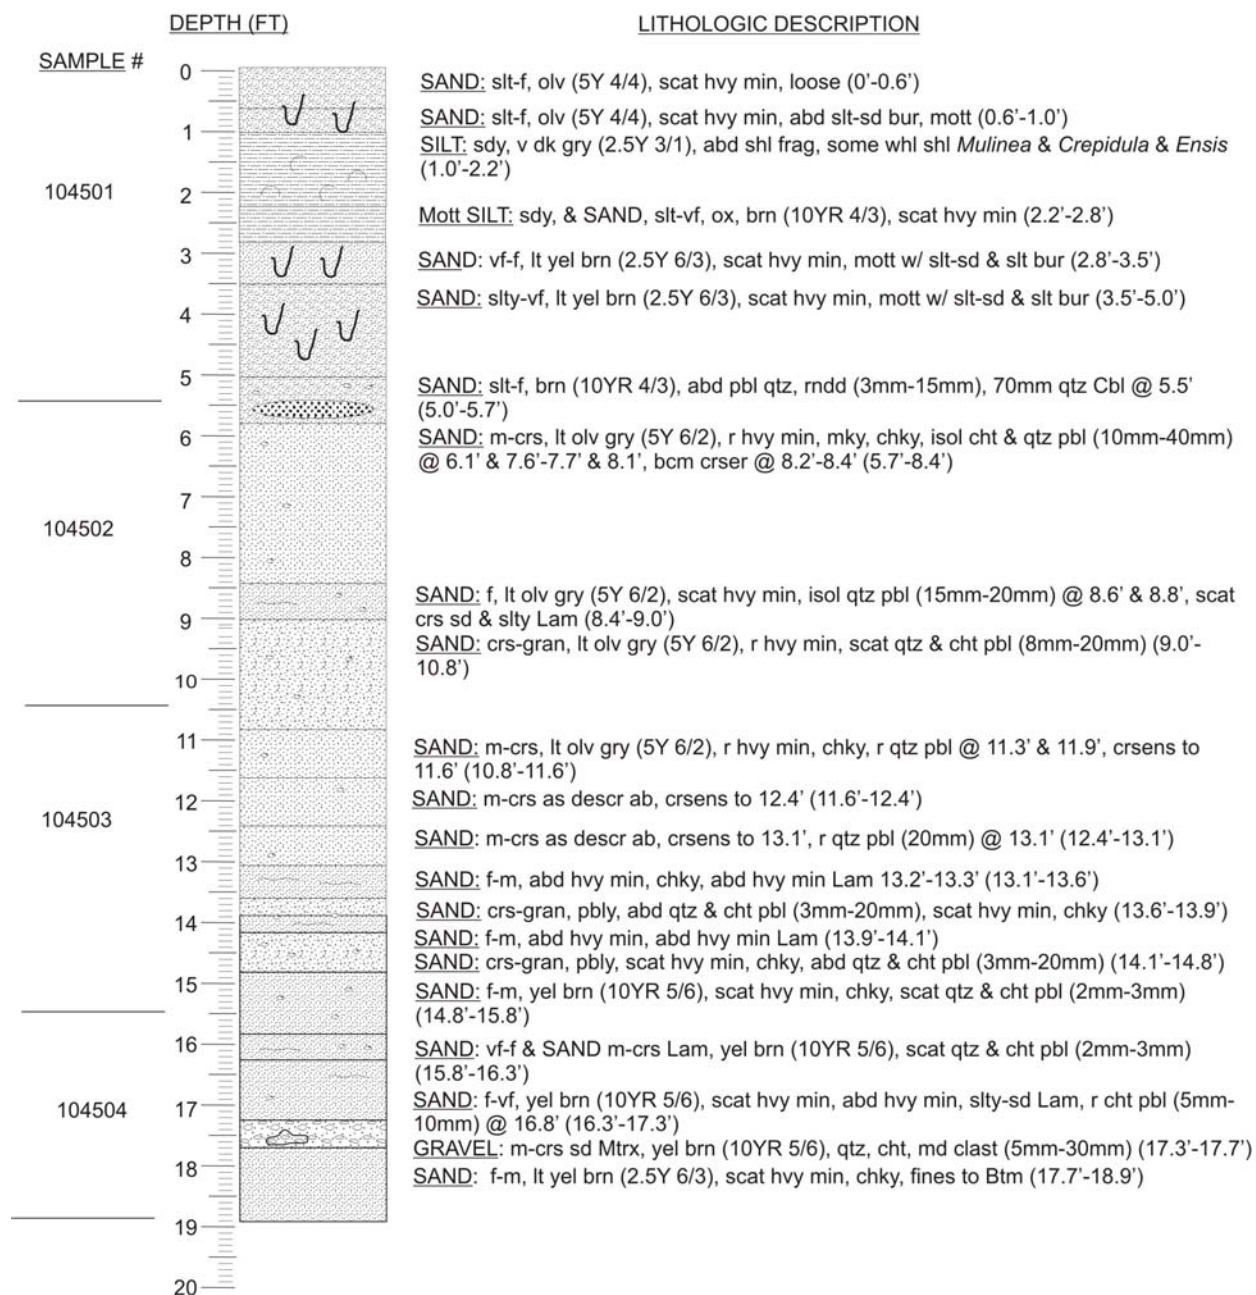 DEPTH (FT)
LITHOLOGIC DESCRIPTION
SAMPLE #
0
1
2
3
4
5
6
7
8
9
10
11
12
13
14
15
16
17
18
19
20
104501
104502
104503
104504
SAND: slt-f, olv (5Y 4/4), scat hvy min, loose (0'-0.6')
SAND: slt-f, olv (5Y 4/4), scat hvy min, abd slt-sd bur, mott (0.6'-1.0')
SILT: sdy, v dk gry (2.5Y 3/1), abd shl frag, some whl shl Mulinea & Crepidula & Ensis
(1.0'-2.2')
Mott SILT: sdy, & SAND, slt-vf, ox, brn (10YR 4/3), scat hvy min (2.2'-2.8')
SAND: vf-f, lt yel brn (2.5Y 6/3), scat hvy min, mott w/ slt-sd & slt bur (2.8'-3.5')
SAND: slty-vf, lt yel brn (2.5Y 6/3), scat hvy min, mott w/ slt-sd & slt bur (3.5'-5.0')
SAND: slt-f, brn (10YR 4/3), abd pbl qtz, rndd (3mm-15mm), 70mm qtz Cbl @ 5.5'
(5.0'-5.7')
SAND: m-crs, lt olv gry (5Y 6/2), r hvy min, mky, chky, isol cht & qtz pbl (10mm-40mm)
@ 6.1' & 7.6'-7.7' & 8.1', bcm crser @ 8.2'-8.4' (5.7'-8.4')
SAND: f, lt olv gry (5Y 6/2), scat hvy min, isol qtz pbl (15mm-20mm) @ 8.6' & 8.8', scat
crs sd & slty Lam (8.4'-9.0')
SAND: crs-gran, lt olv gry (5Y 6/2), r hvy min, scat qtz & cht pbl (8mm-20mm) (9.0'-
10.8')
SAND: m-crs, lt olv gry (5Y 6/2), r hvy min, chky, r qtz pbl @ 11.3' & 11.9', crsens to
11.6' (10.8'-11.6')
SAND: m-crs as descr ab, crsens to 12.4' (11.6'-12.4')
SAND: m-crs as descr ab, crsens to 13.1', r qtz pbl (20mm) @ 13.1' (12.4'-13.1')
SAND: f-m, abd hvy min, chky, abd hvy min Lam 13.2'-13.3' (13.1'-13.6')
SAND: crs-gran, pbly, abd qtz & cht pbl (3mm-20mm), scat hvy min, chky (13.6'-13.9')
SAND: f-m, abd hvy min, abd hvy min Lam (13.9'-14.1')
SAND: crs-gran, pbly, scat hvy min, chky, abd qtz & cht pbl (3mm-20mm) (14.1'-14.8')
SAND: f-m, yel brn (10YR 5/6), scat hvy min, chky, scat qtz & cht pbl (2mm-3mm)
(14.8'-15.8')
SAND: vf-f & SAND m-crs Lam, yel brn (10YR 5/6), scat qtz & cht pbl (2mm-3mm)
(15.8'-16.3')
SAND: f-vf, yel brn (10YR 5/6), scat hvy min, abd hvy min, slty-sd Lam, r cht pbl (5mm-
10mm) @ 16.8' (16.3'-17.3')
GRAVEL: m-crs sd Mtrx, yel brn (10YR 5/6), qtz, cht, md clast (5mm-30mm) (17.3'-17.7')
SAND: f-m, lt yel brn (2.5Y 6/3), scat hvy min, chky, fines to Btm (17.7'-18.9')